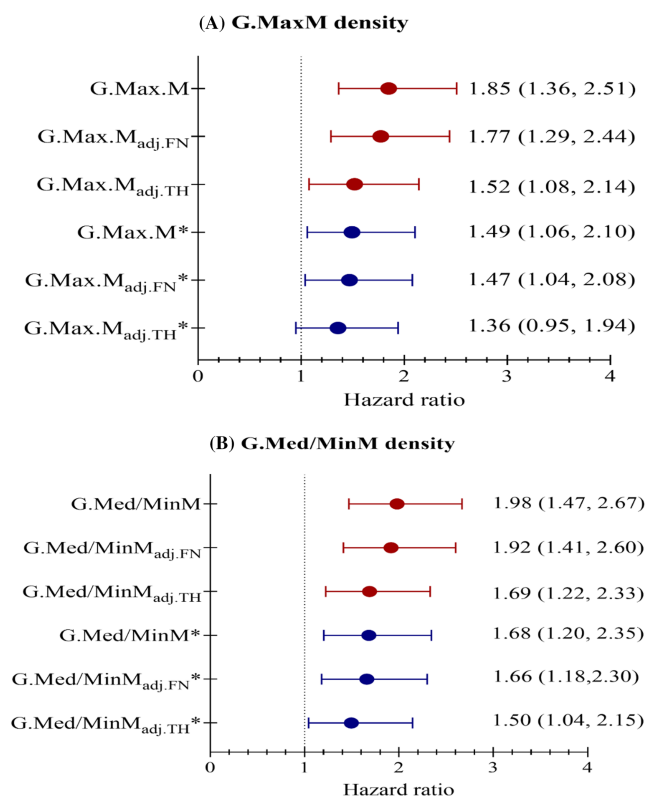 (A) G.MaxM density
G.Max.M 1.85 (1.36, 2.51)
G.Max.Madj.FN 1.77 (1.29, 2.44)
G.Max.Madj.TH 1.52 (1.08, 2.14)
G.Max.M* 1.49 (1.06, 2.10)
G.Max.Madj.FN* 1.47 (1.04, 2.08)
G.Max.Madj.TH* 1.36 (0.95, 1.94)
0 1 2 3 4
Hazard ratio
(B) G.Med/MinM density
G.Med/MinM 1.98 (1.47, 2.67)
G.Med/MinMadj.FN 1.92 (1.41, 2.60)
G.Med/MinMadj.TH 1.69 (1.22, 2.33)
G.Med/MinM* 1.68 (1.20, 2.35)
G.Med/MinMadj.FN* 1.66 (1.18,2.30)
G.Med/MinMadj.TH* 1.50 (1.04, 2.15)
0 1 2 3 4
Hazard ratio